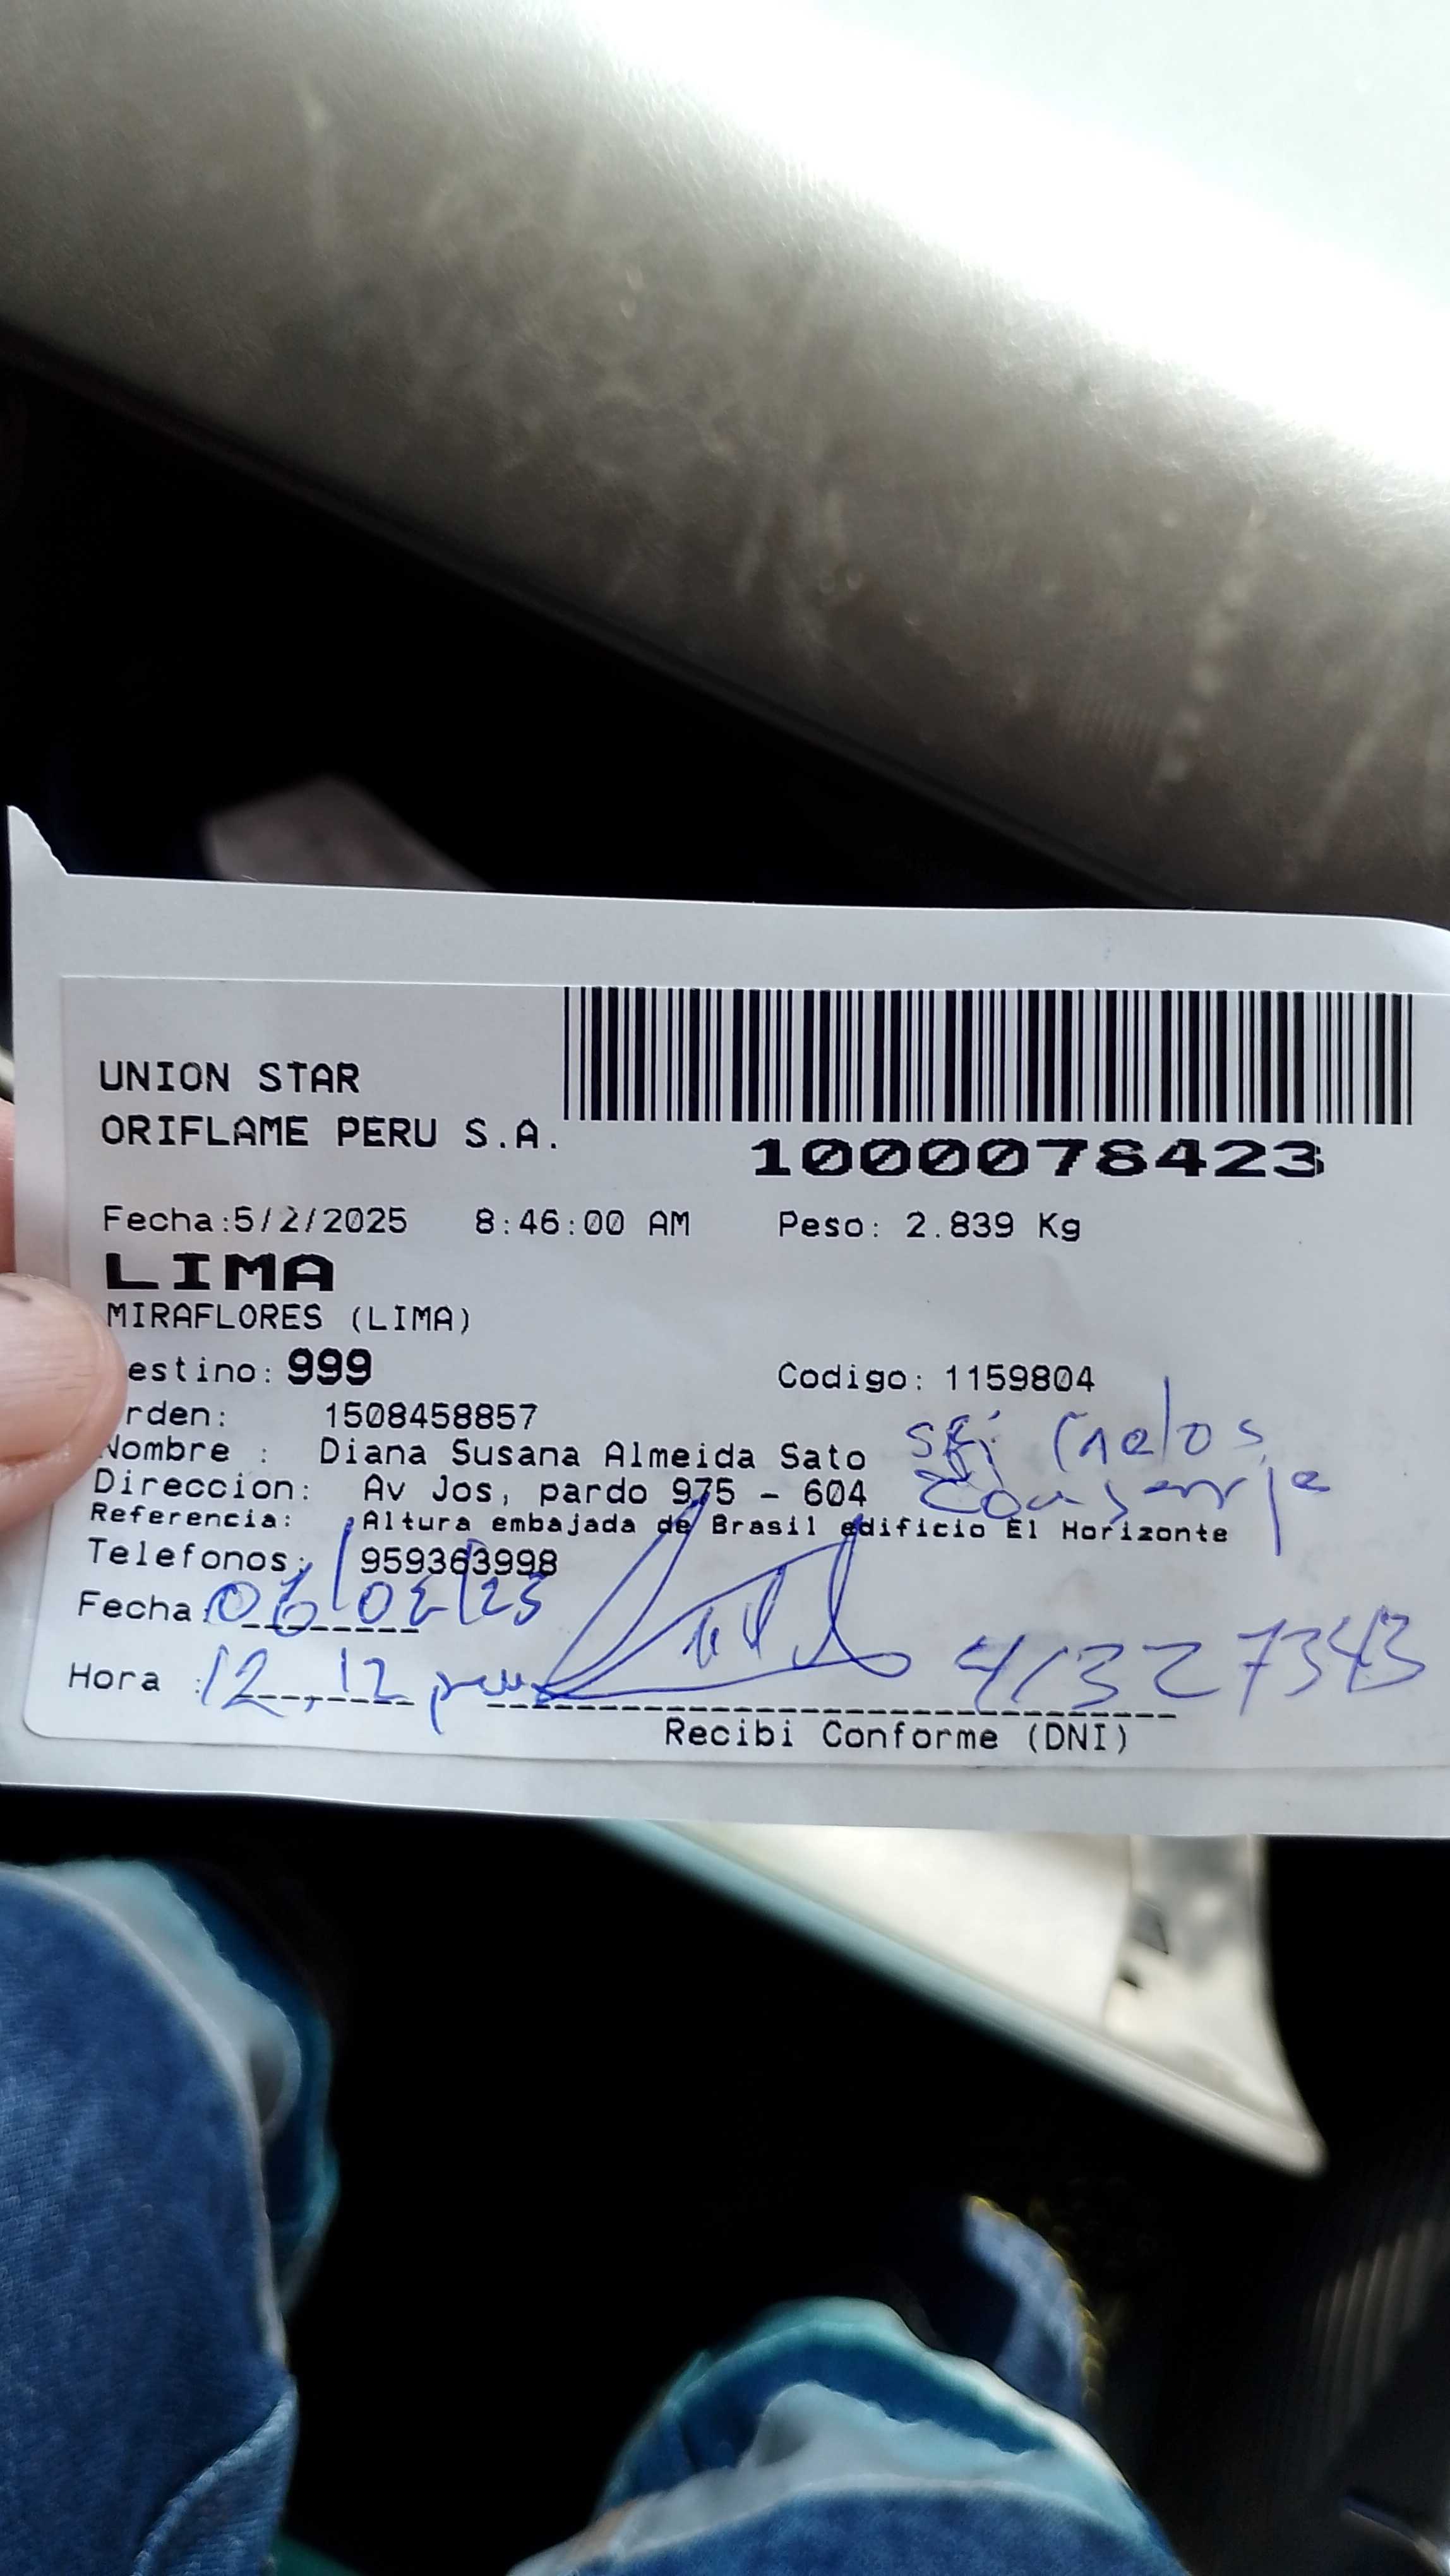 UNION STAR
ORIFLAME PERU S.A.
1000078423
Fecha:5/2/2025 8:46:00 AM Peso: 2.839 Kg
LIMA
MIRAFLORES (LIMA)
estino: 999 Codigo: 1159804
rden: 1508458857
Nombre : Diana Susana Almeida Sato
Direccion: Av Jos, pardo 975 - 604
Conserje
Referencia: Altura embajada de Brasil edificio El Horizonte
Telefonos: 959363998
Fecha: 06/02/25
Hora : 12,12 pm 41327343
Recibi Conforme (DNI)